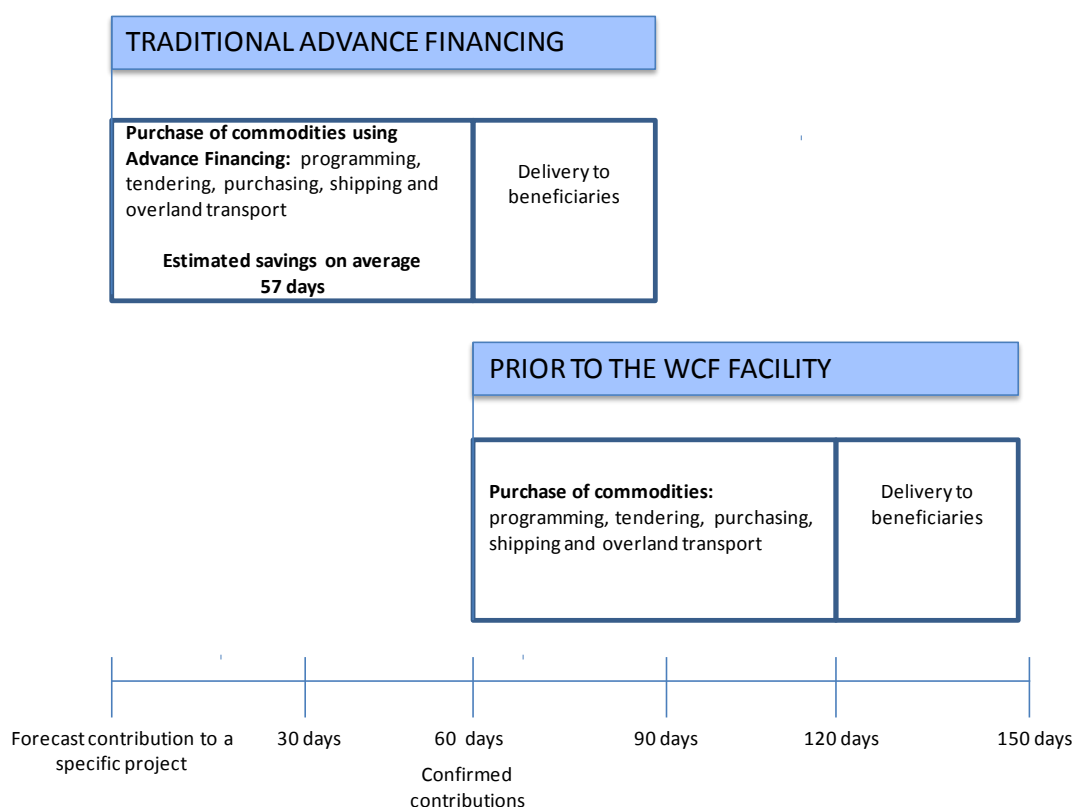 TRADITIONAL ADVANCE FINANCING
Purchase of commodities using
Advance Financing: programming,
tendering, purchasing, shipping and
overland transport
Estimated savings on average
57 days
Delivery to
beneficiaries
PRIOR TO THE WCF FACILITY
Purchase of commodities:
programming, tendering, purchasing,
shipping and overland transport
Delivery to
beneficiaries
Forecast contribution to a
specific project
30 days
60 days
Confirmed
contributions
90 days
120 days
150 days